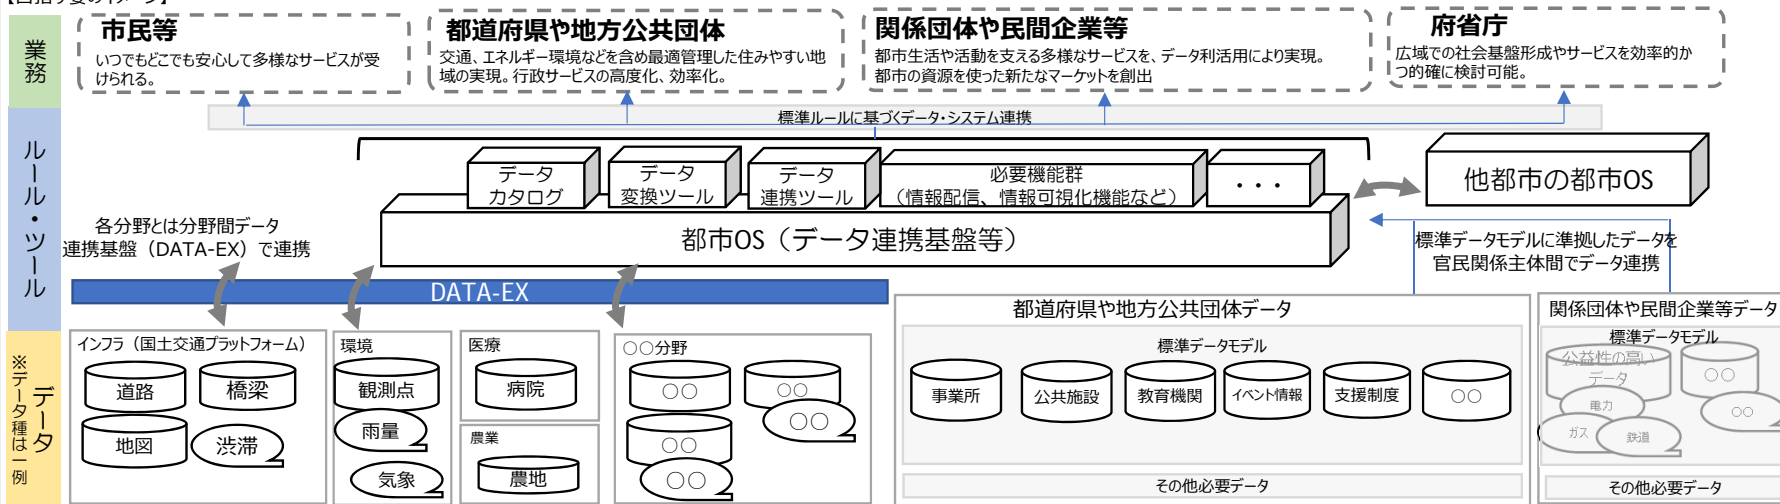 【目指す姿のイメージ】
業務
市民等
いつでもどこでも安心して多様なサービスが受
けられる。
都道府県や地方公共団体
交通、エネルギー環境などを含め最適管理した住みやすい地
域の実現。行政サービスの高度化、効率化。
関係団体や民間企業等
都市生活や活動を支える多様なサービスを、データ利活用により実現。
都市の資源を使った新たなマーケットを創出
府省庁
広域での社会基盤形成やサービスを効率的か
つ的確に検討可能。
ルール・ツール
標準ルールに基づくデータ・システム連携
データ
カタログ
データ
変換ツール
データ
連携ツール
必要機能群
（情報配信、情報可視化機能など）
・・・
都市OS（データ連携基盤等）
他都市の都市OS
各分野とは分野間データ
連携基盤（DATA-EX）で連携
標準データモデルに準拠したデータを
官民関係主体間でデータ連携
DATA-EX
データ
※データ種は一例
インフラ（国土交通プラットフォーム）
道路
橋梁
地図
渋滞
環境
観測点
雨量
気象
医療
病院
農業
農地
○○分野
○○
○○
○○
○○
○○
都道府県や地方公共団体データ
標準データモデル
事業所
公共施設
教育機関
イベント情報
支援制度
○○
その他必要データ
関係団体や民間企業等データ
標準データモデル
公益性の高い
データ
○○
電力
○○
ガス
鉄道
その他必要データ